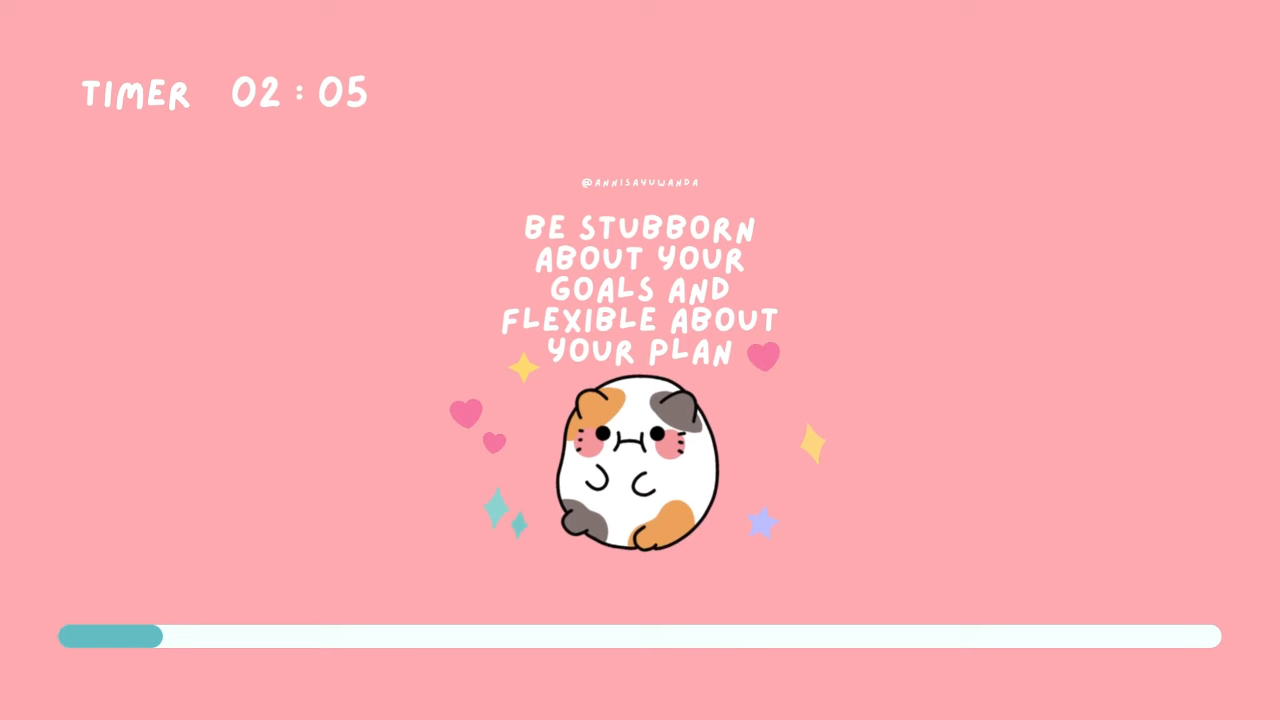 TIMER 02 : 05
@ANNISAYUWANDA
BE STUBBORN
ABOUT YOUR
GOALS AND
FLEXIBLE ABOUT
YOUR PLAN